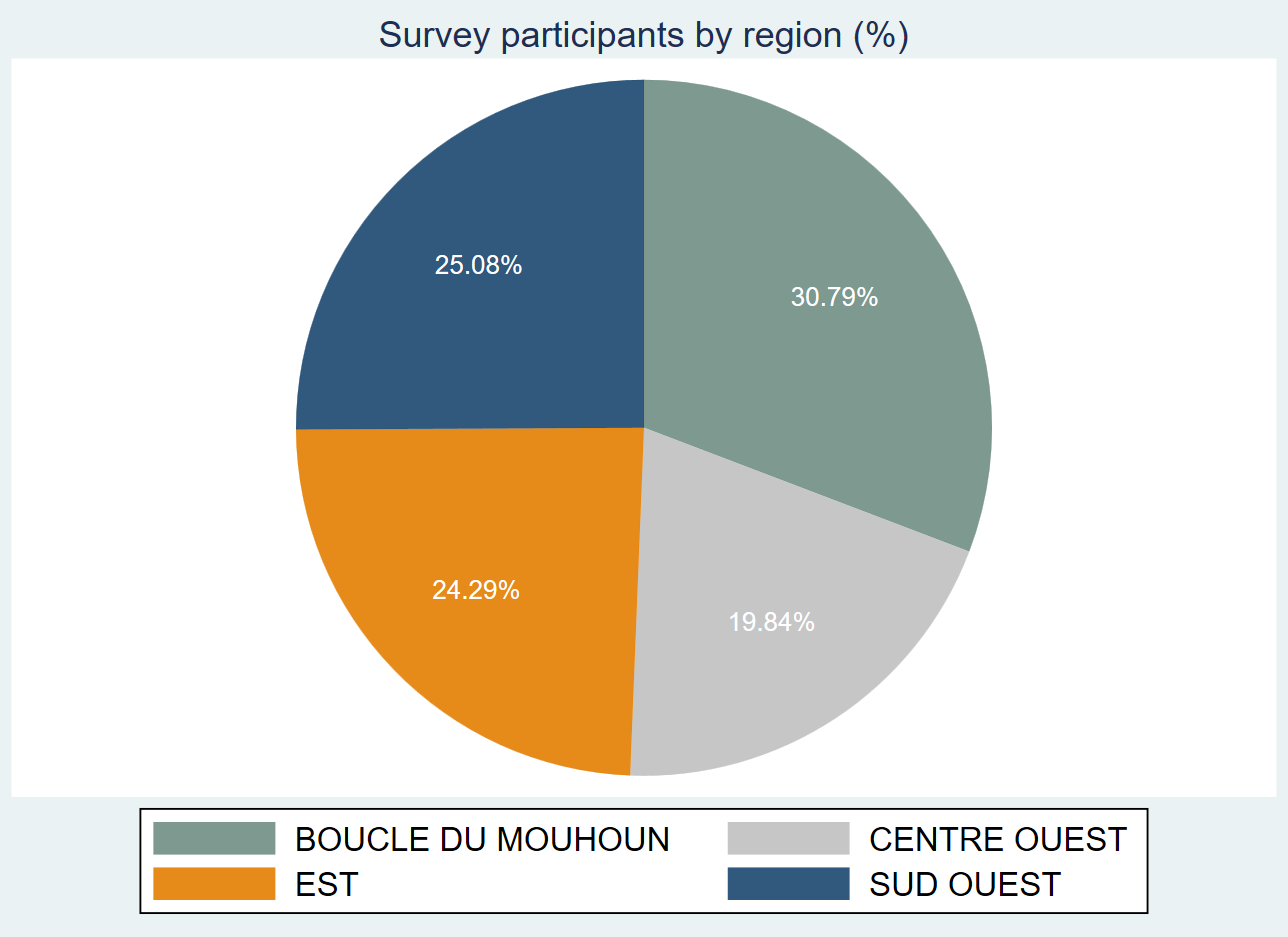 Survey participants by region (%)
25.08%
30.79%
24.29%
19.84%
BOUCLE DU MOUHOUN
CENTRE OUEST
EST
SUD OUEST